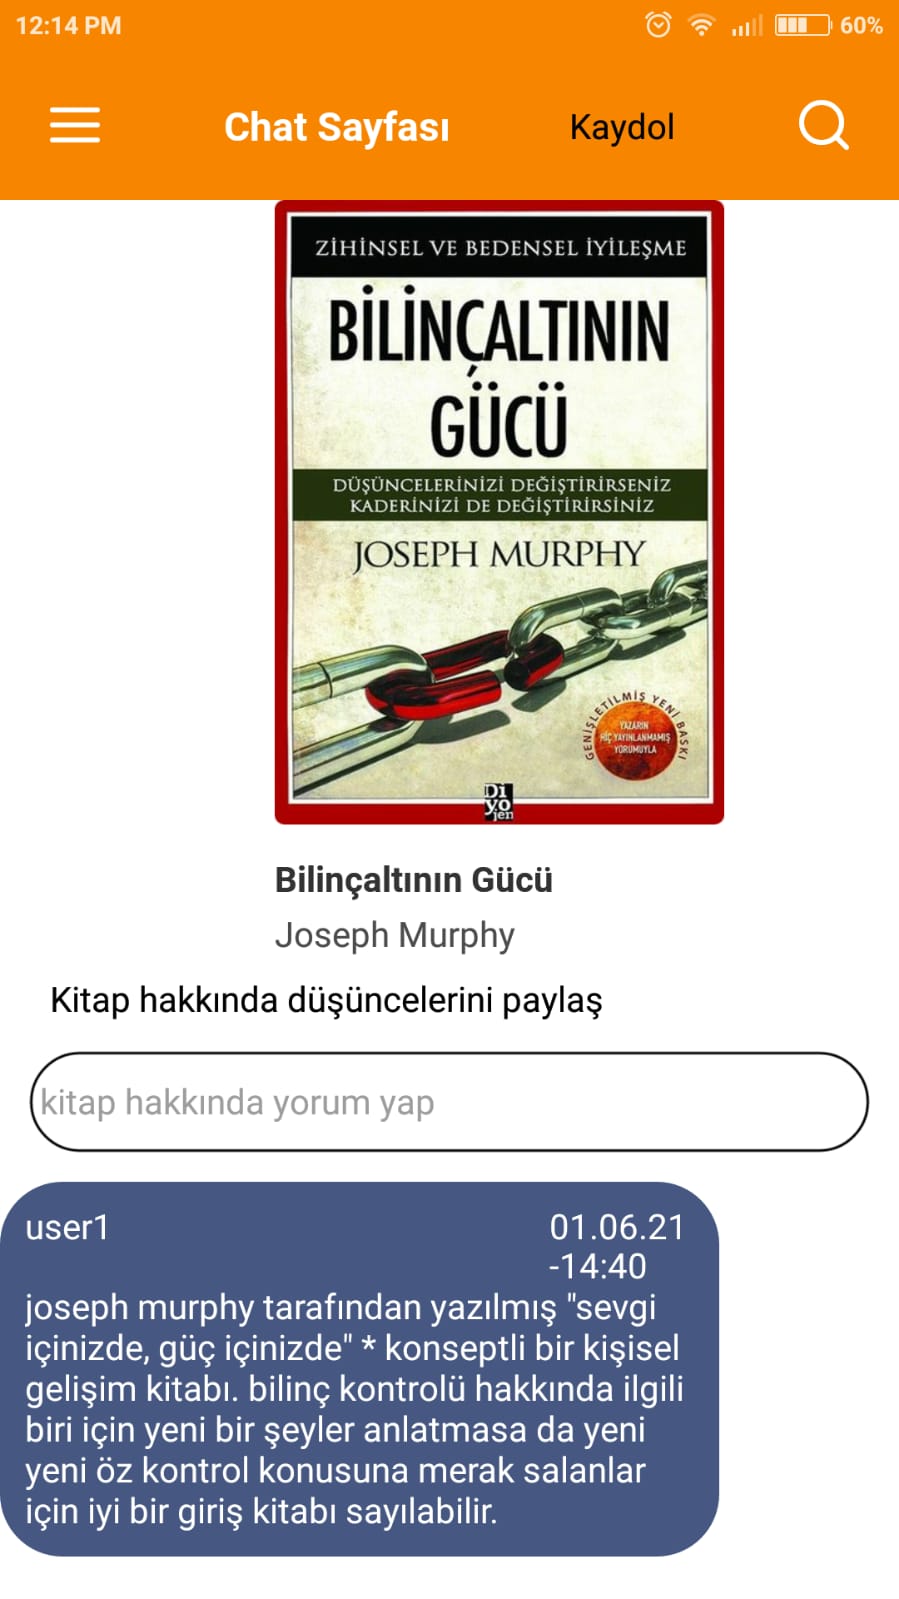 12:14 PM
60%
Chat Sayfası
Kaydol
ZİHİNSEL VE BEDENSEL İYİLEŞME
BİLİNÇALTININ
GÜCÜ
DÜŞÜNCELERİNİZİ DEĞİŞTİRİRSENİZ
KADERİNİZİ DE DEĞİŞTİRİRSİNİZ
JOSEPH MURPHY
GENİŞLETİLMİŞ YENİ BASKI
YAZARIN
HİÇ YAYINLANMAMIŞ
YORUMUYLA
Di
yo
jen
Bilinçaltının Gücü
Joseph Murphy
Kitap hakkında düşüncelerini paylaş
kitap hakkında yorum yap
user1
01.06.21
-14:40
joseph murphy tarafından yazılmış "sevgi
içinizde, güç içinizde" * konseptli bir kişisel
gelişim kitabı. bilinç kontrolü hakkında ilgili
biri için yeni bir şeyler anlatmasa da yeni
yeni öz kontrol konusuna merak salanlar
için iyi bir giriş kitabı sayılabilir.